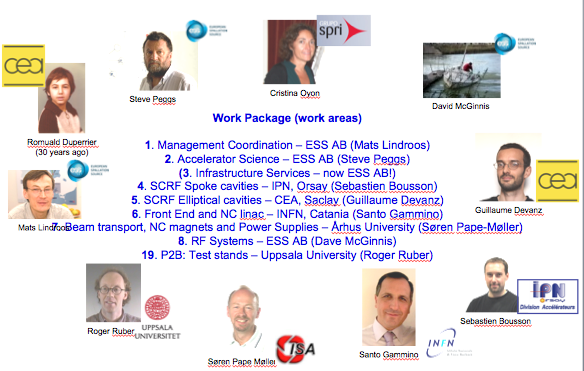 EUROPEAN
SPALLATION
SOURCE
GRUPO
spri
EUROPEAN
SPALLATION
SOURCE
cea
Cristina Oyon
Steve Peggs
David McGinnis
Work Package (work areas)
Romuald Duperrier
(30 years ago)
1. Management Coordination – ESS AB (Mats Lindroos)
2. Accelerator Science – ESS AB (Steve Peggs)
(3. Infrastructure Services – now ESS AB!)
4. SCRF Spoke cavities – IPN, Orsay (Sebastien Bousson)
5. SCRF Elliptical cavities – CEA, Saclay (Guillaume Devanz)
6. Front End and NC linac – INFN, Catania (Santo Gammino)
7. Beam transport, NC magnets and Power Supplies – Århus University (Søren Pape-Møller)
8. RF Systems – ESS AB (Dave McGinnis)
19. P2B: Test stands – Uppsala University (Roger Ruber)
EUROPEAN
SPALLATION
SOURCE
Mats Lindroos
cea
Guillaume Devanz
Roger Ruber
UPPSALA
UNIVERSITET
Søren Pape Møller
ISA
Santo Gammino
INFN
Sebastien Bousson
IPN
ORSAY
Division Accélérateurs